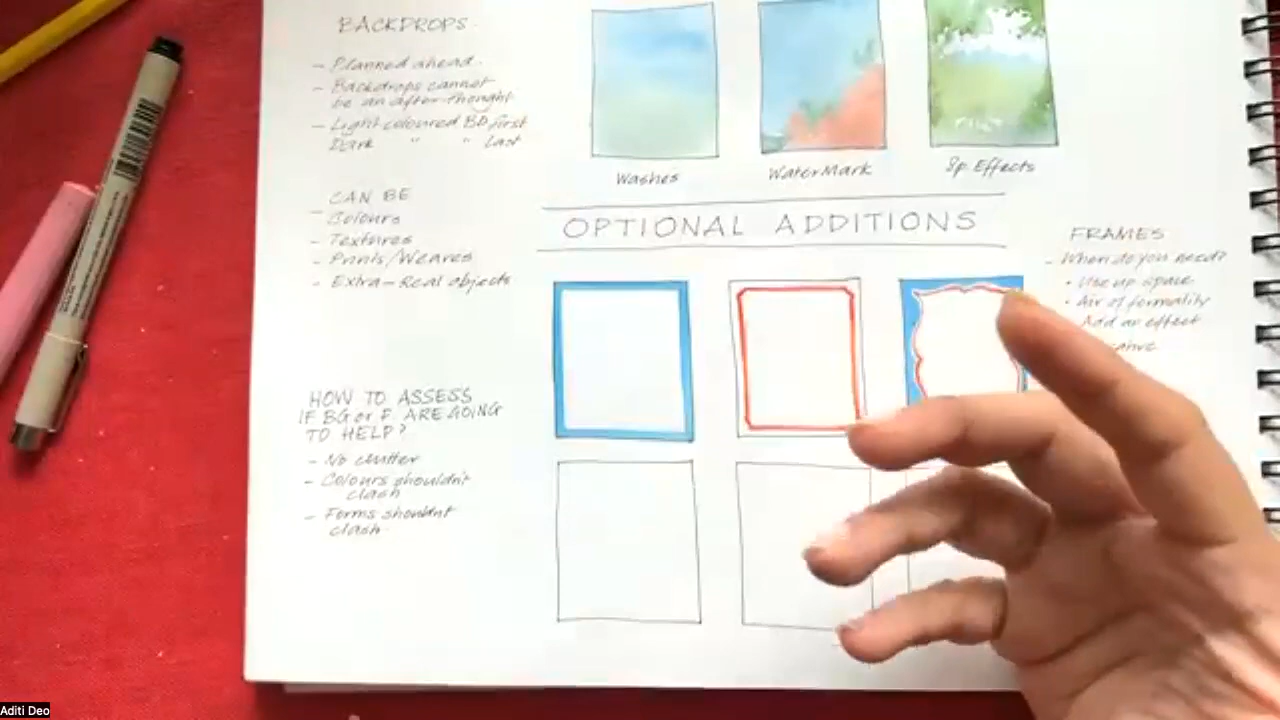 BACKDROPS
- Planned ahead.
- Backdrops cannot
be an after-thought
- Light coloured BD first
Dark " " Last
CAN BE
- Colours
- Textures
- Prints/Weaves
- Extra-Real objects
HOW TO ASSESS
IF BG or F. ARE GOING
TO HELP?
- No clutter
- Colours shouldn't
clash
- Forms shouldnt
clash.
Washes
WaterMark
Sp. Effects
OPTIONAL ADDITIONS
FRAMES
- When do you need?
• Use up space
• Air of formality
Add an effect
Aditi Deo